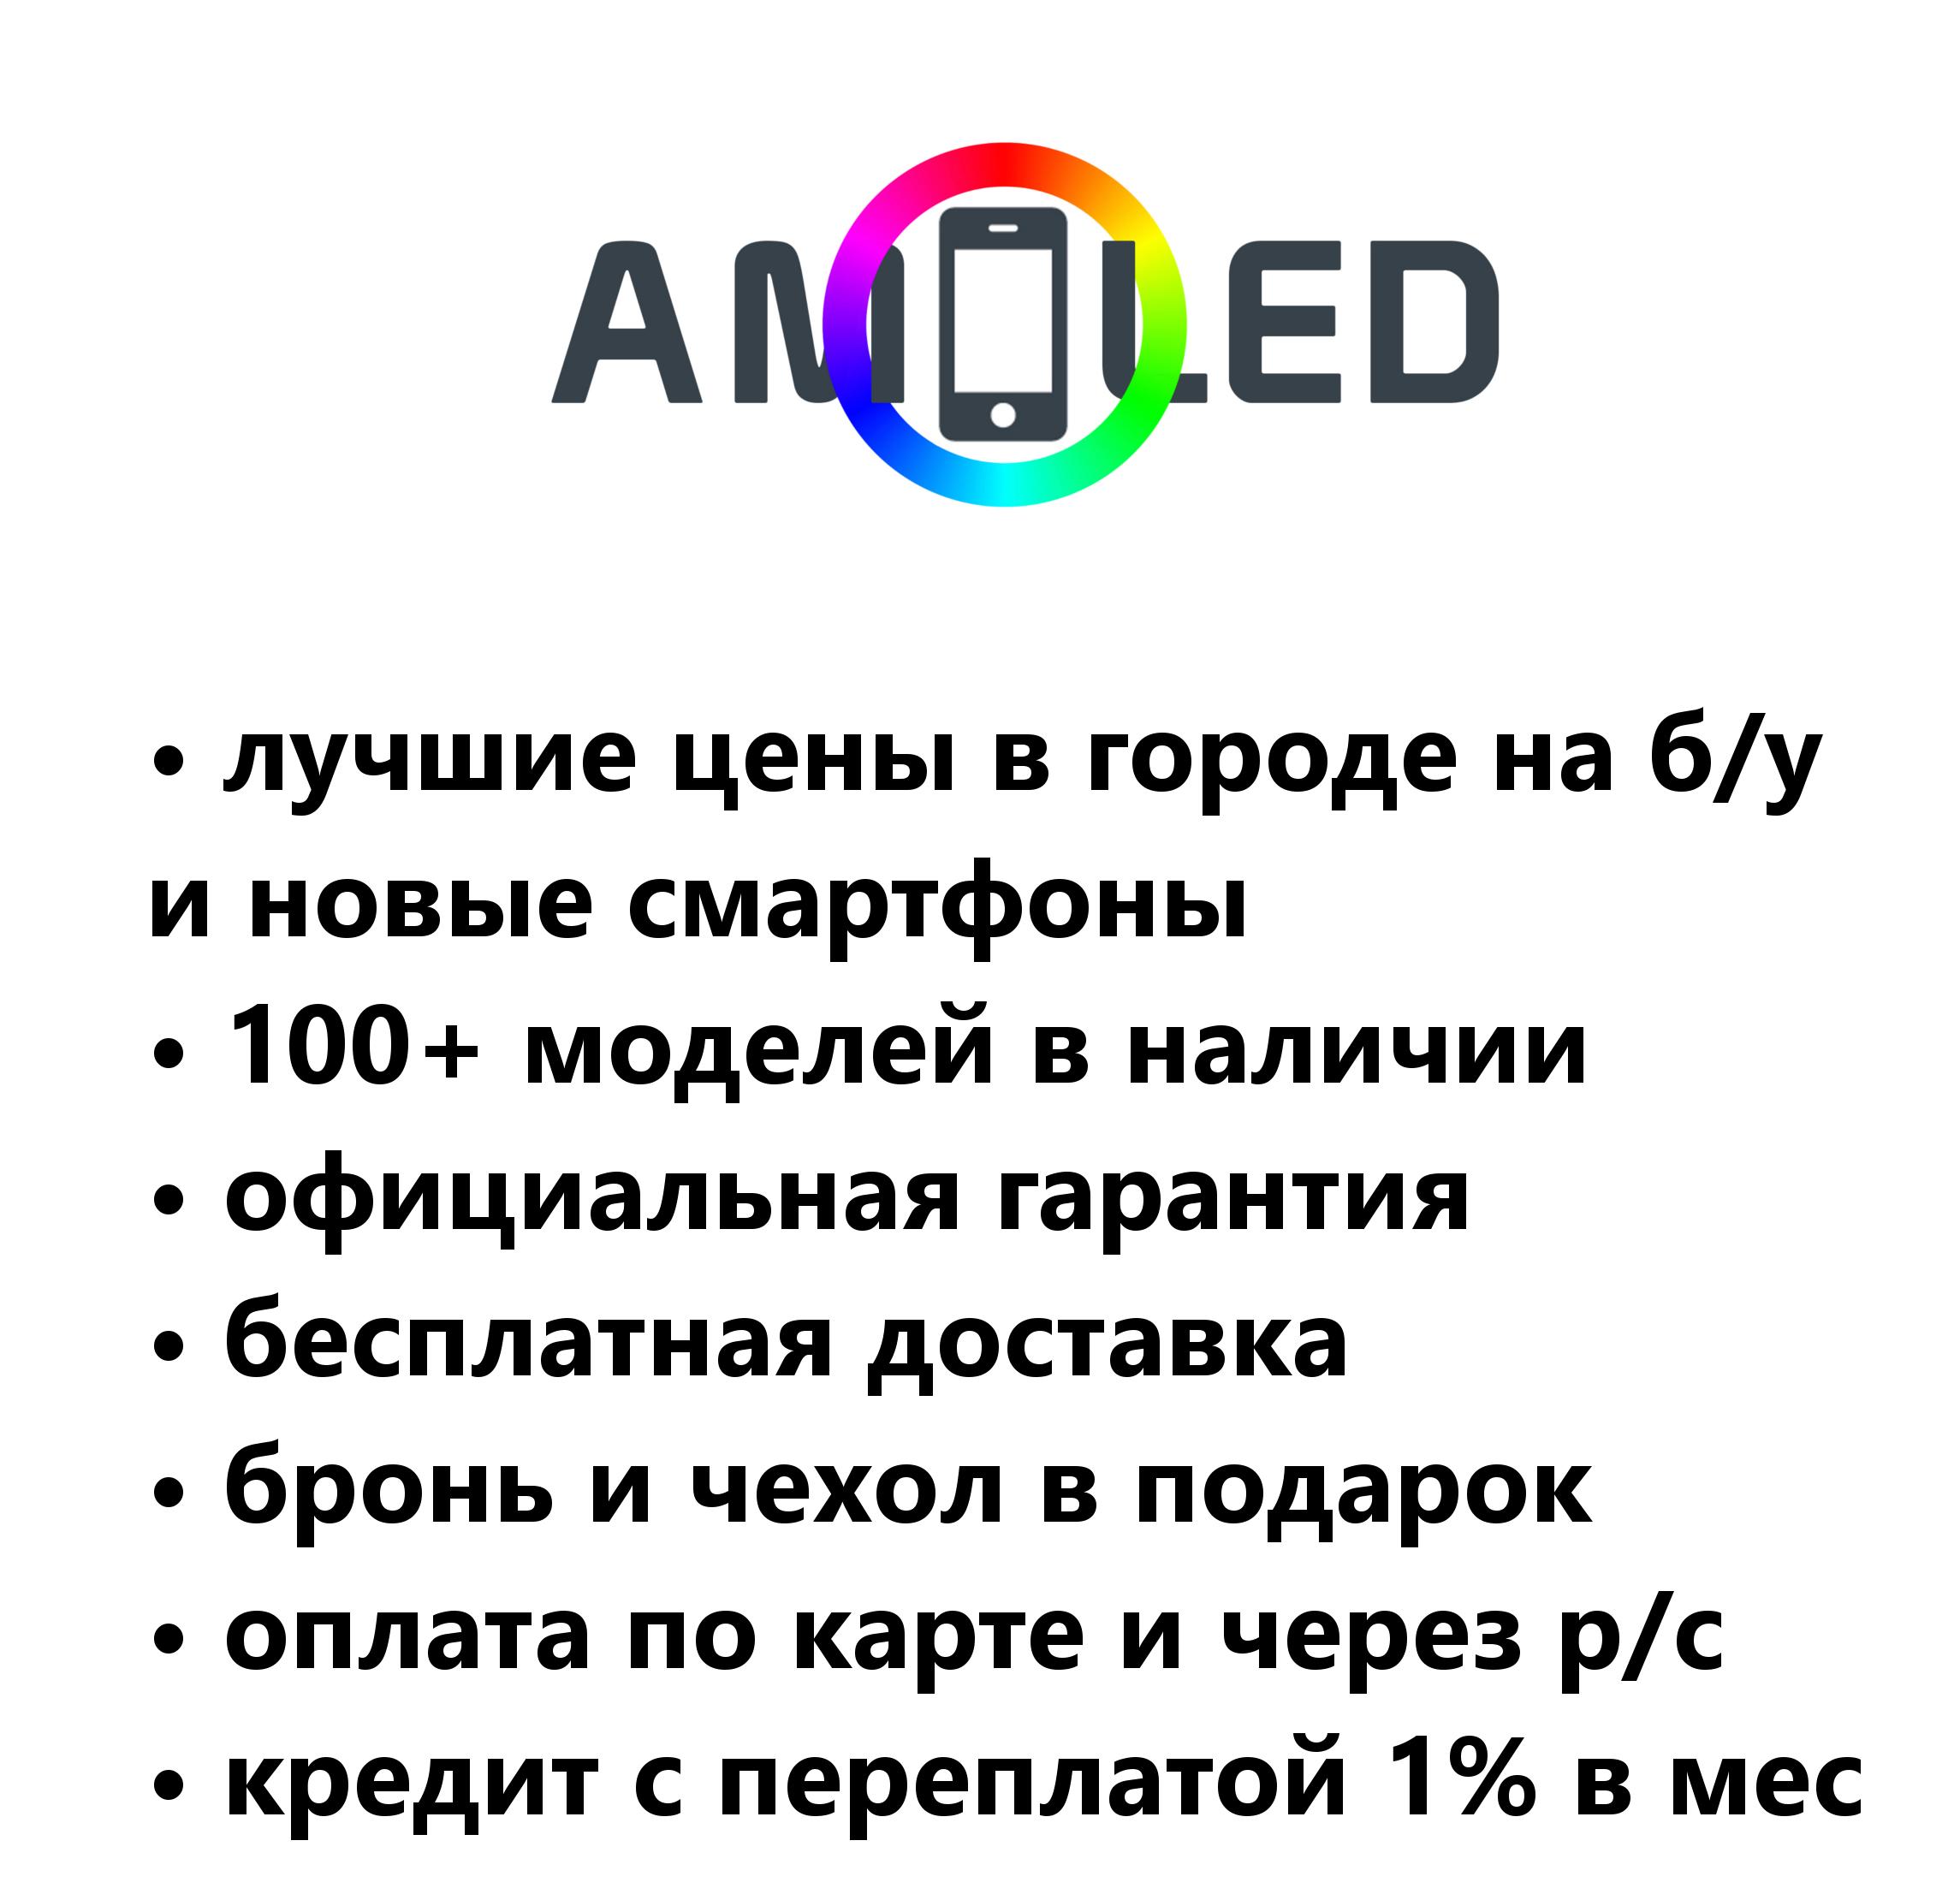 AMOLED
• лучшие цены в городе на б/у
и новые смартфоны
• 100+ моделей в наличии
• официальная гарантия
• бесплатная доставка
• бронь и чехол в подарок
• оплата по карте и через р/с
• кредит с переплатой 1% в мес